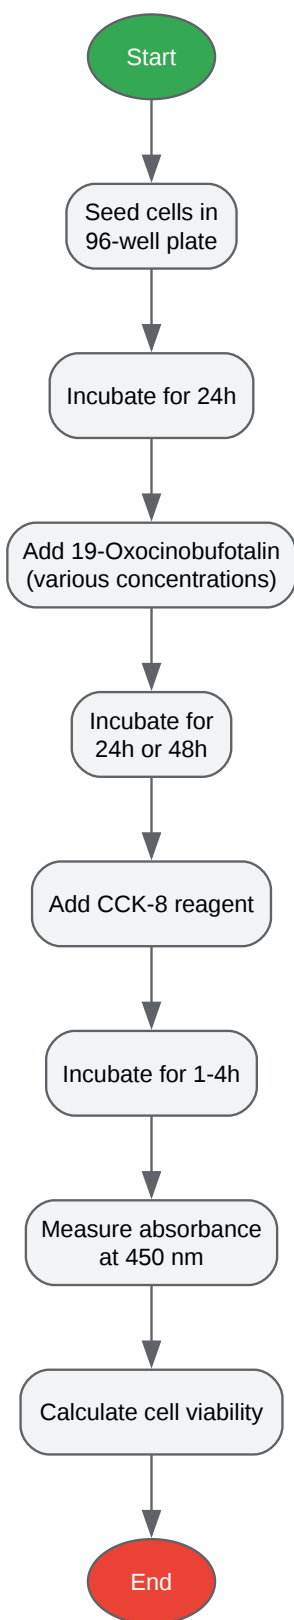 Start
Seed cells in
96-well plate
Incubate for 24h
Add 19-Oxocinobufotalin
(various concentrations)
Incubate for
24h or 48h
Add CCK-8 reagent
Incubate for 1-4h
Measure absorbance
at 450 nm
Calculate cell viability
End